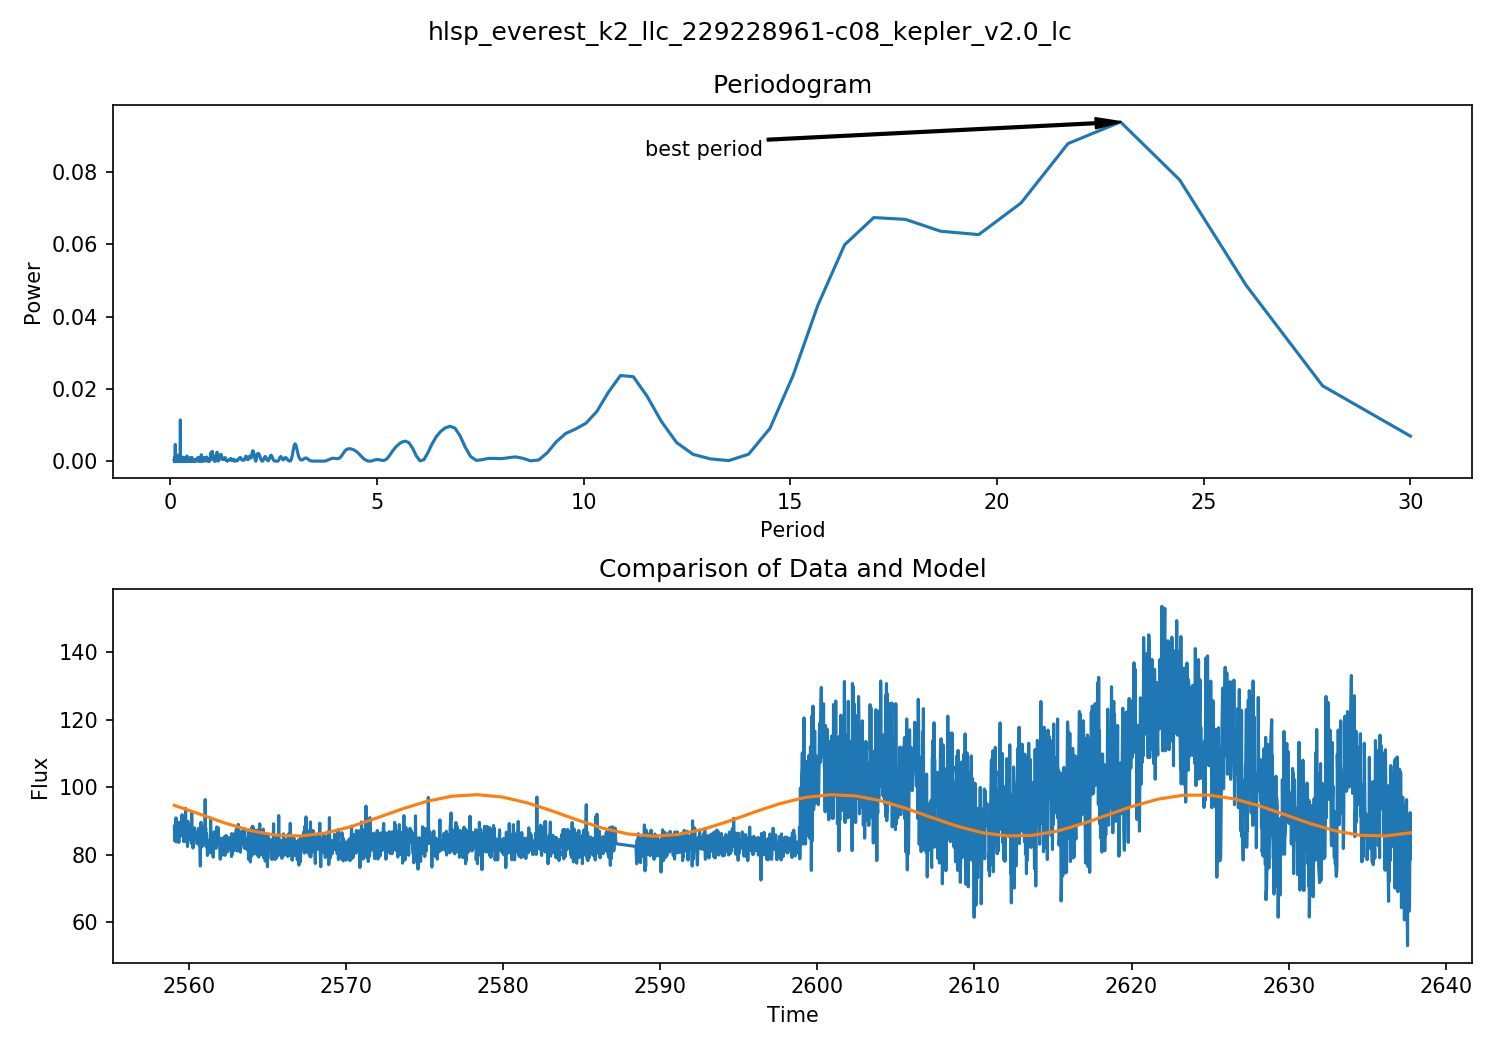 hlsp_everest_k2_llc_229228961-c08_kepler_v2.0_lc
Periodogram
best period
Power
0.08
0.06
0.04
0.02
0.00
0 5 10 15 20 25 30
Period
Comparison of Data and Model
Flux
140
120
100
80
60
2560 2570 2580 2590 2600 2610 2620 2630 2640
Time